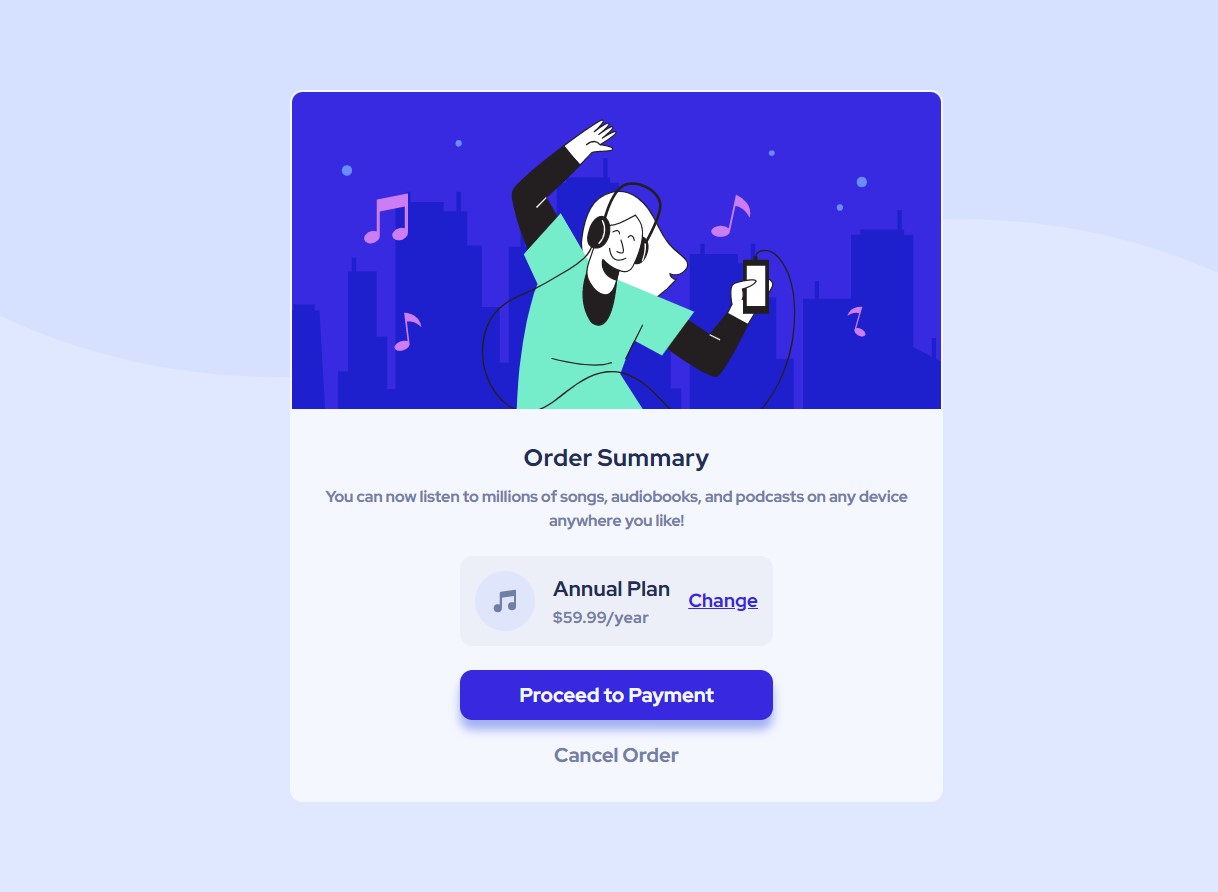 Order Summary
You can now listen to millions of songs, audiobooks, and podcasts on any device
anywhere you like!
Annual Plan
$59.99/year
Change
Proceed to Payment
Cancel Order